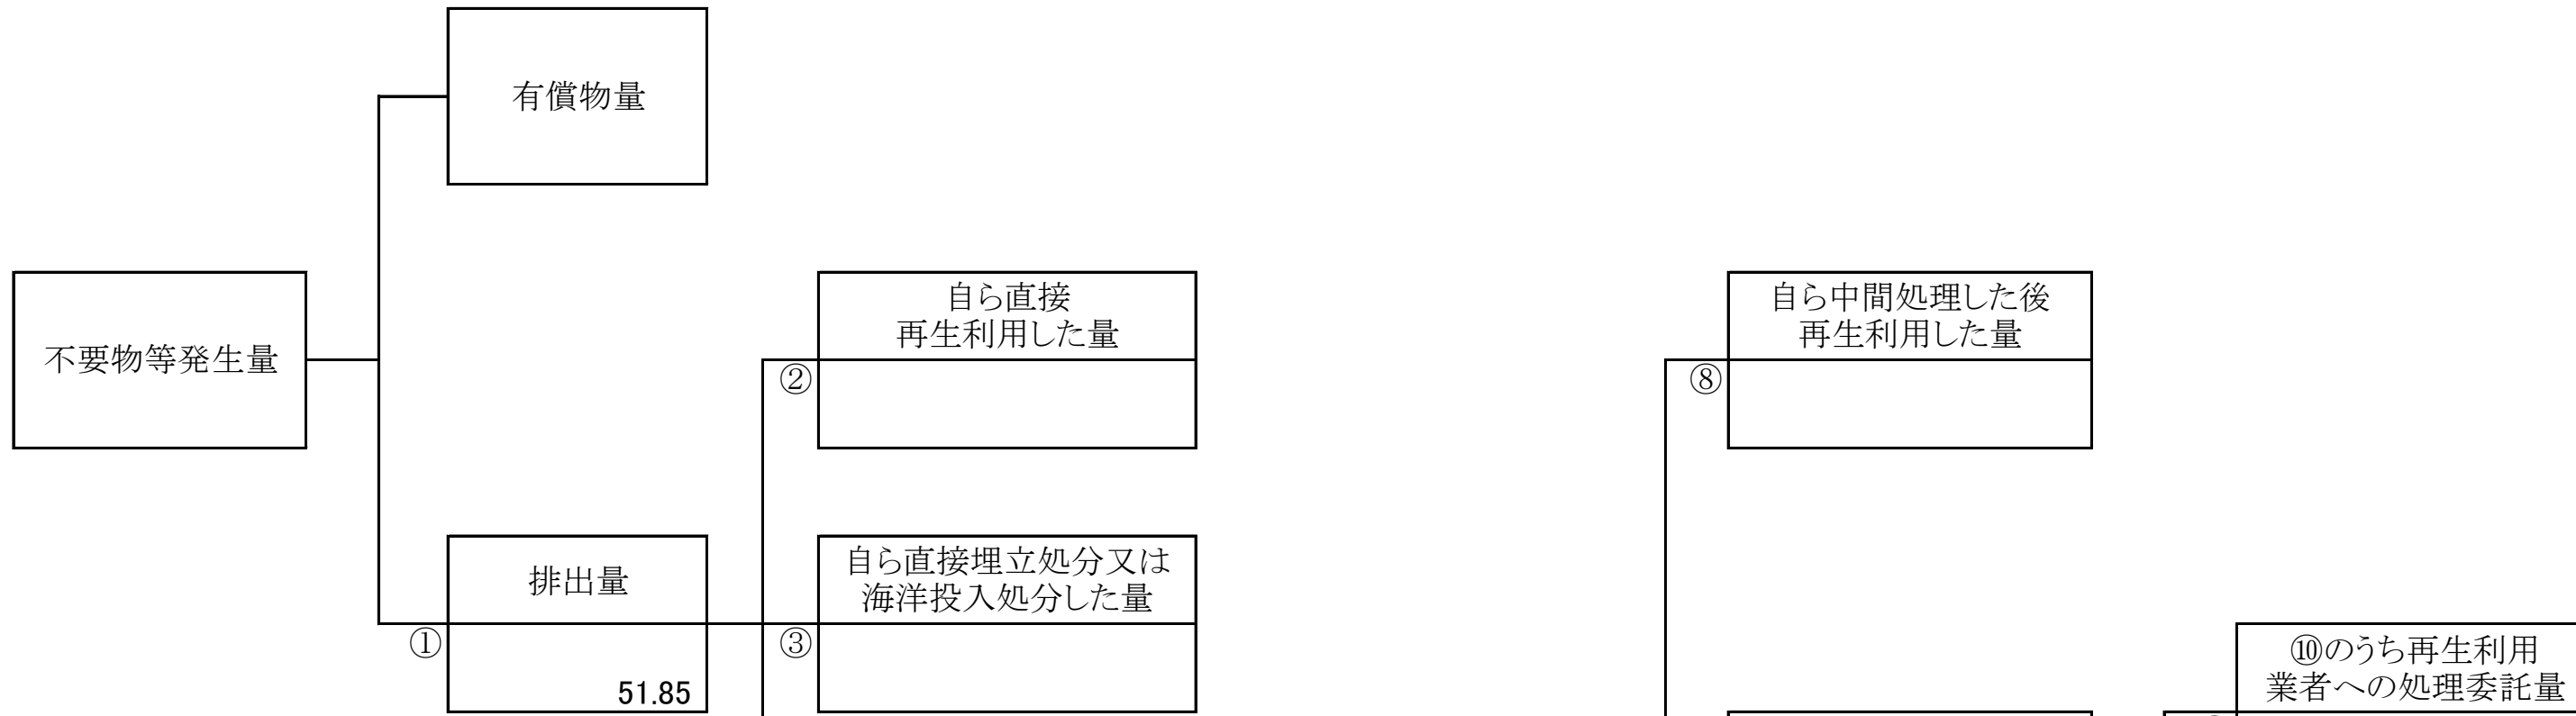 有償物量
不要物等発生量
自ら直接
再生利用した量
②
自ら中間処理した後
再生利用した量
⑧
排出量
①
51.85
自ら直接埋立処分又は
海洋投入処分した量
③
⑩のうち再生利用
業者への処理委託量